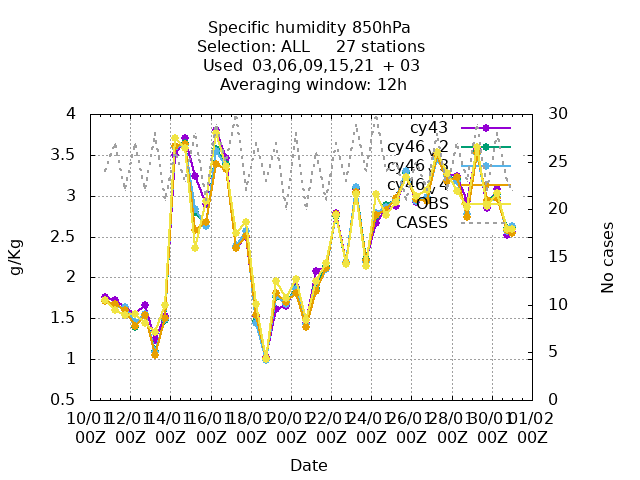 Specific humidity 850hPa
Selection: ALL 27 stations
Used 03,06,09,15,21 + 03
Averaging window: 12h
cy43
cy46_v2
cy46_v3
cy46_v4
OBS
CASES
4
3.5
3
2.5
2
1.5
1
0.5
30
25
20
15
10
5
0
g/Kg
No cases
10/01 12/01 14/01 16/01 18/01 20/01 22/01 24/01 26/01 28/01 30/01 01/02
00Z 00Z 00Z 00Z 00Z 00Z 00Z 00Z 00Z 00Z 00Z 00Z
Date